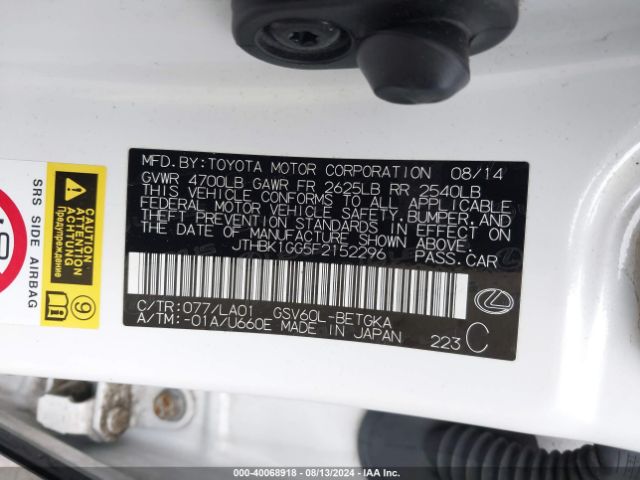 MFD.BY:TOYOTA MOTOR CORPORATION 08/14
GVWR 4700LB GAWR FR 2625LB RR 2540LB
THIS VEHICLE CONFORMS TO ALL APPLICABLE
FEDERAL MOTOR VEHICLE SAFETY,BUMPER,AND
THEFT PREVENTION STANDARDS IN EFFECT ON
THE DATE OF MANUFACTURE SHOWN ABOVE.
JTHBK1GG5F2152296 PASS.CAR
C/TR:077/LA01 GSV60L-BETGKA
A/TM:-01A/U660E MADE IN JAPAN
223 C
SRS SIDE AIRBAG
ACHTUNG
9
000-40068918 - 08/13/2024 - IAA Inc.